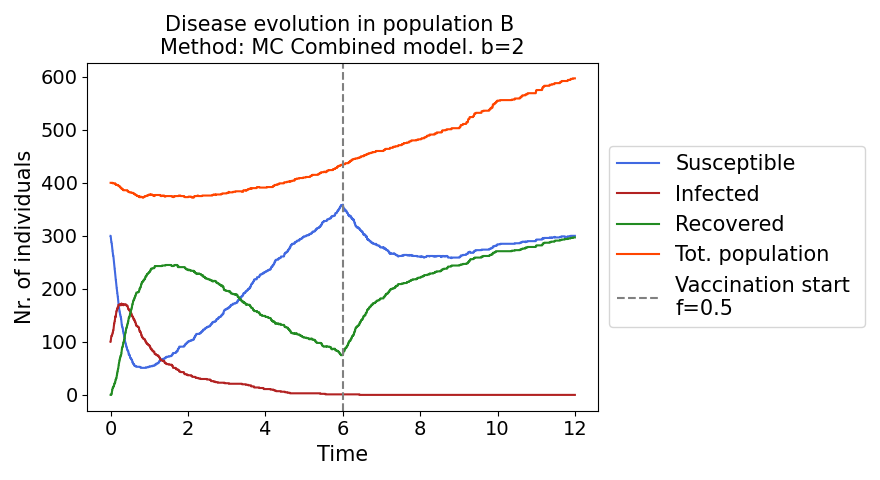 Disease evolution in population B
Method: MC Combined model. b=2
Nr. of individuals
600
500
400
300
200
100
0
0 2 4 6 8 10 12
Time
Susceptible
Infected
Recovered
Tot. population
Vaccination start
f=0.5